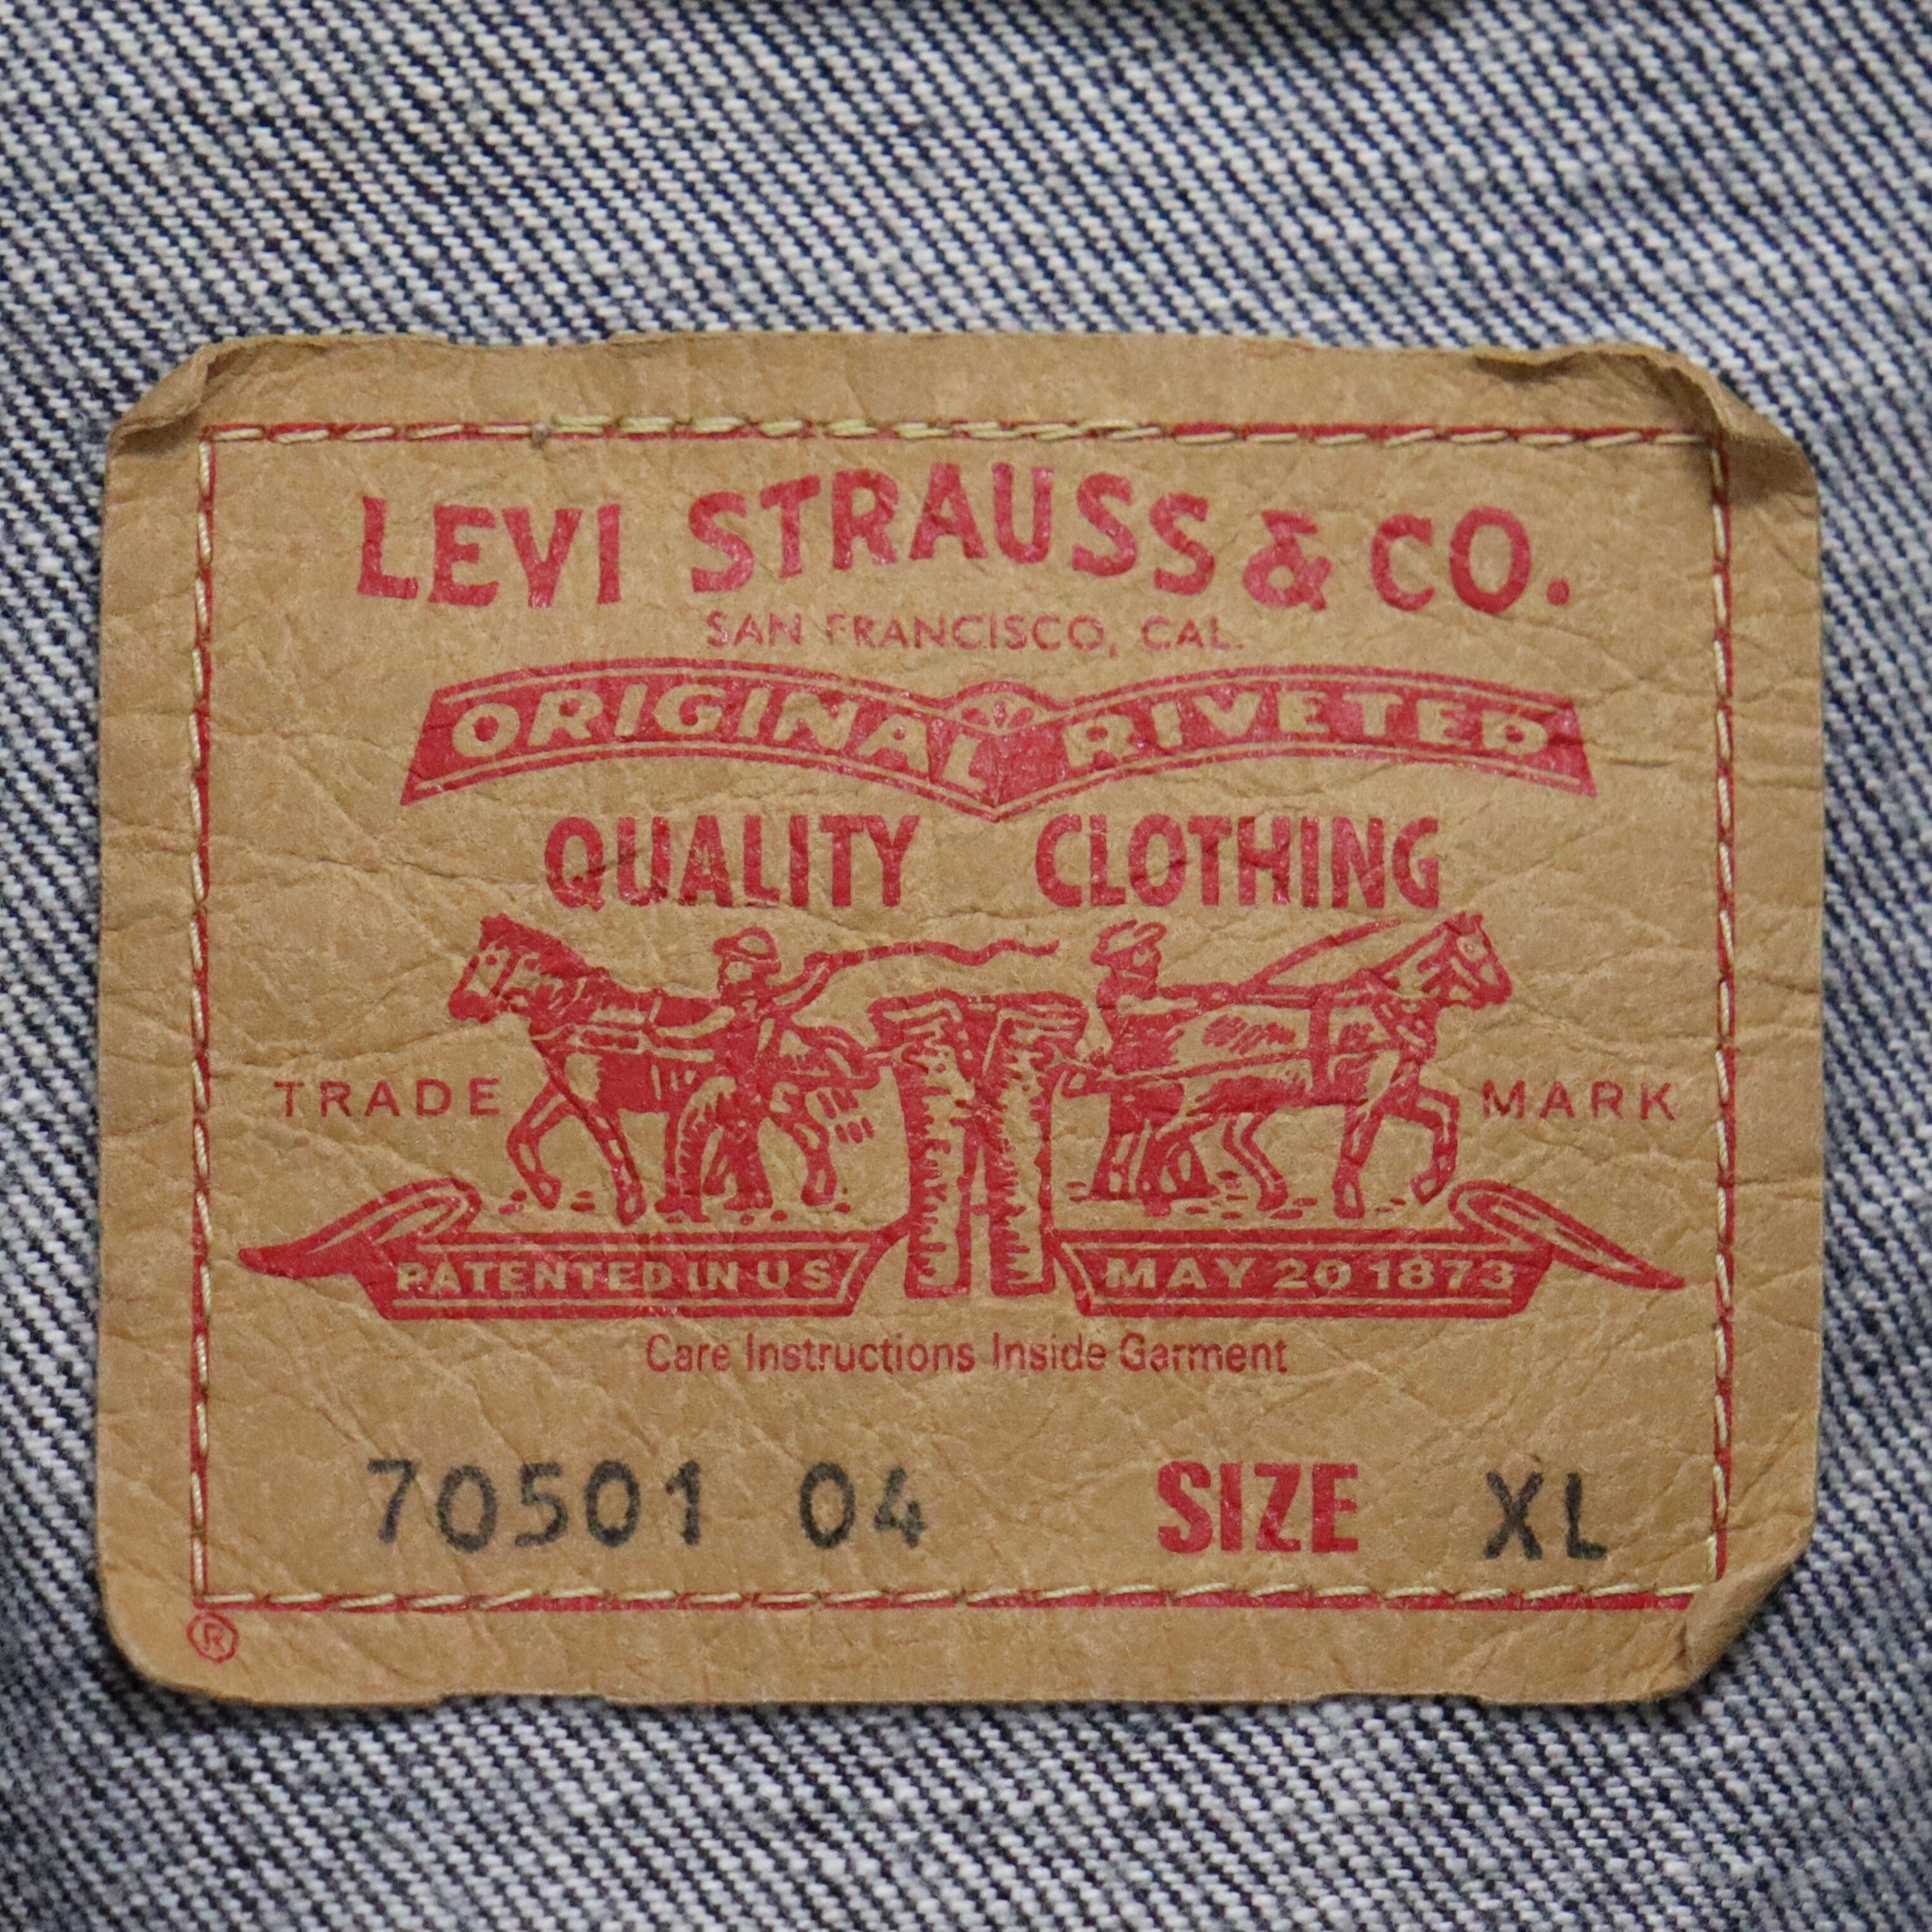 LEVI STRAUSS & CO.
SAN FRANCISCO, CAL.
ORIGINAL RIVETED
QUALITY CLOTHING
TRADE MARK
PATENTED IN U S MAY 20 1873
Care Instructions Inside Garment
70501 04 SIZE XL
®